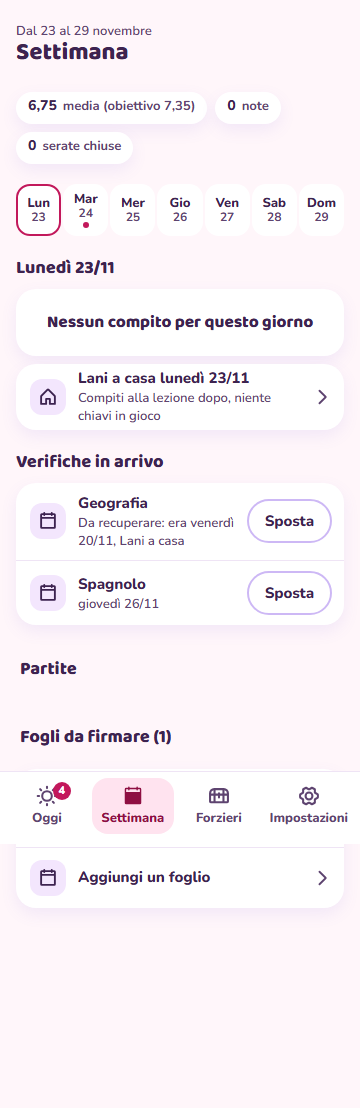 Dal 23 al 29 novembre
Settimana
6,75 media (obiettivo 7,35)
0 note
0 serate chiuse
Lun Mar Mer Gio Ven Sab Dom
23 24 25 26 27 28 29
Lunedì 23/11
Nessun compito per questo giorno
Lani a casa lunedì 23/11
Compiti alla lezione dopo, niente
chiavi in gioco
Verifiche in arrivo
Geografia
Da recuperare: era venerdì
20/11, Lani a casa
Sposta
Spagnolo
giovedì 26/11
Sposta
Partite
Fogli da firmare (1)
4
Oggi Settimana Forzieri Impostazioni
Aggiungi un foglio